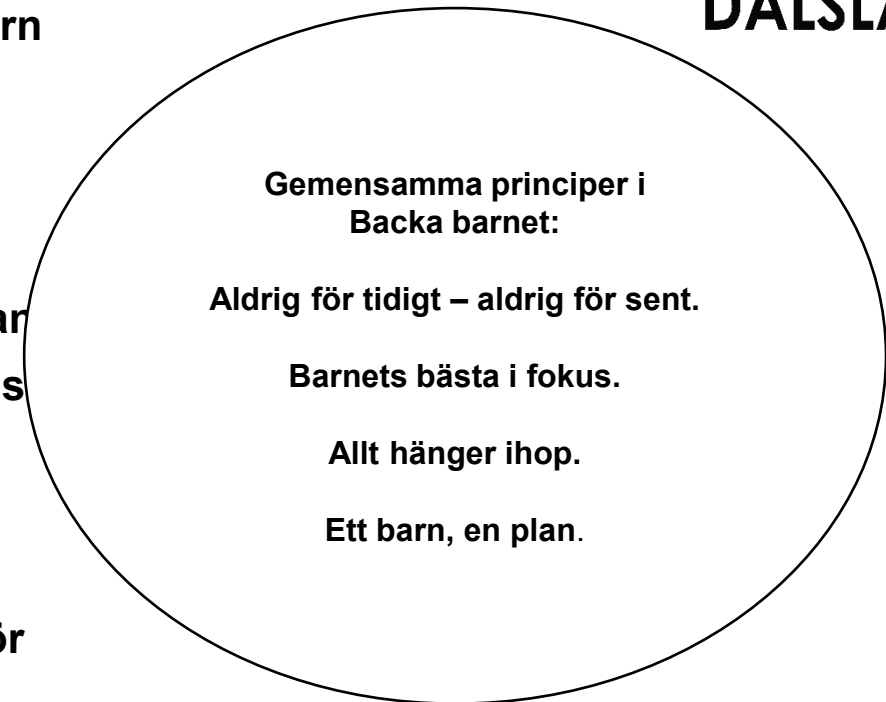 Gemensamma principer i
Backa barnet:
Aldrig för tidigt – aldrig för sent.
Barnets bästa i fokus.
Allt hänger ihop.
Ett barn, en plan.